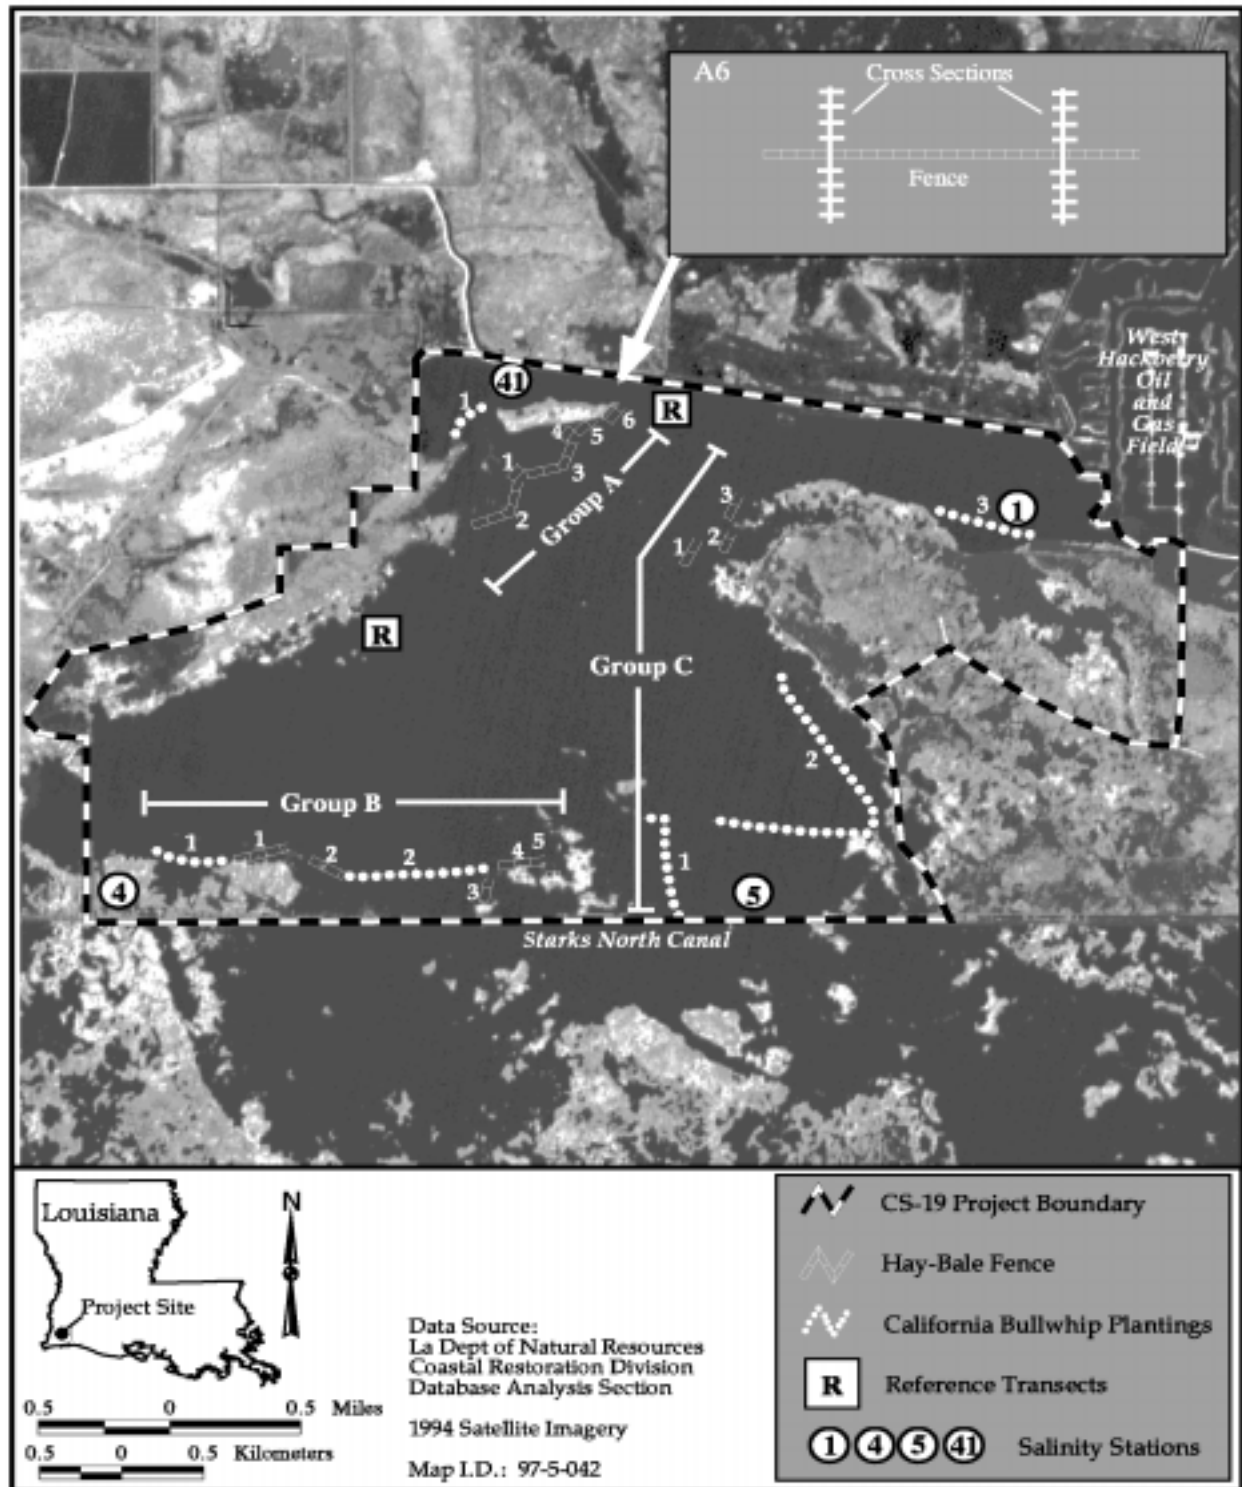 A6
Cross Sections
Fence
West
Hackberry
Oil
and
Gas
Field
41
1
R
6
5
4
1
3
2
Group A
3
1
3
2
1
R
Group C
2
Group B
1
1
2
2
4
5
3
1
4
5
Starks North Canal
Louisiana
Project Site
N
0.5 0 0.5 Miles
0.5 0 0.5 Kilometers
Data Source:
La Dept of Natural Resources
Coastal Restoration Division
Database Analysis Section
1994 Satellite Imagery
Map I.D.: 97-5-042
CS-19 Project Boundary
Hay-Bale Fence
California Bullwhip Plantings
R Reference Transects
1 4 5 41 Salinity Stations